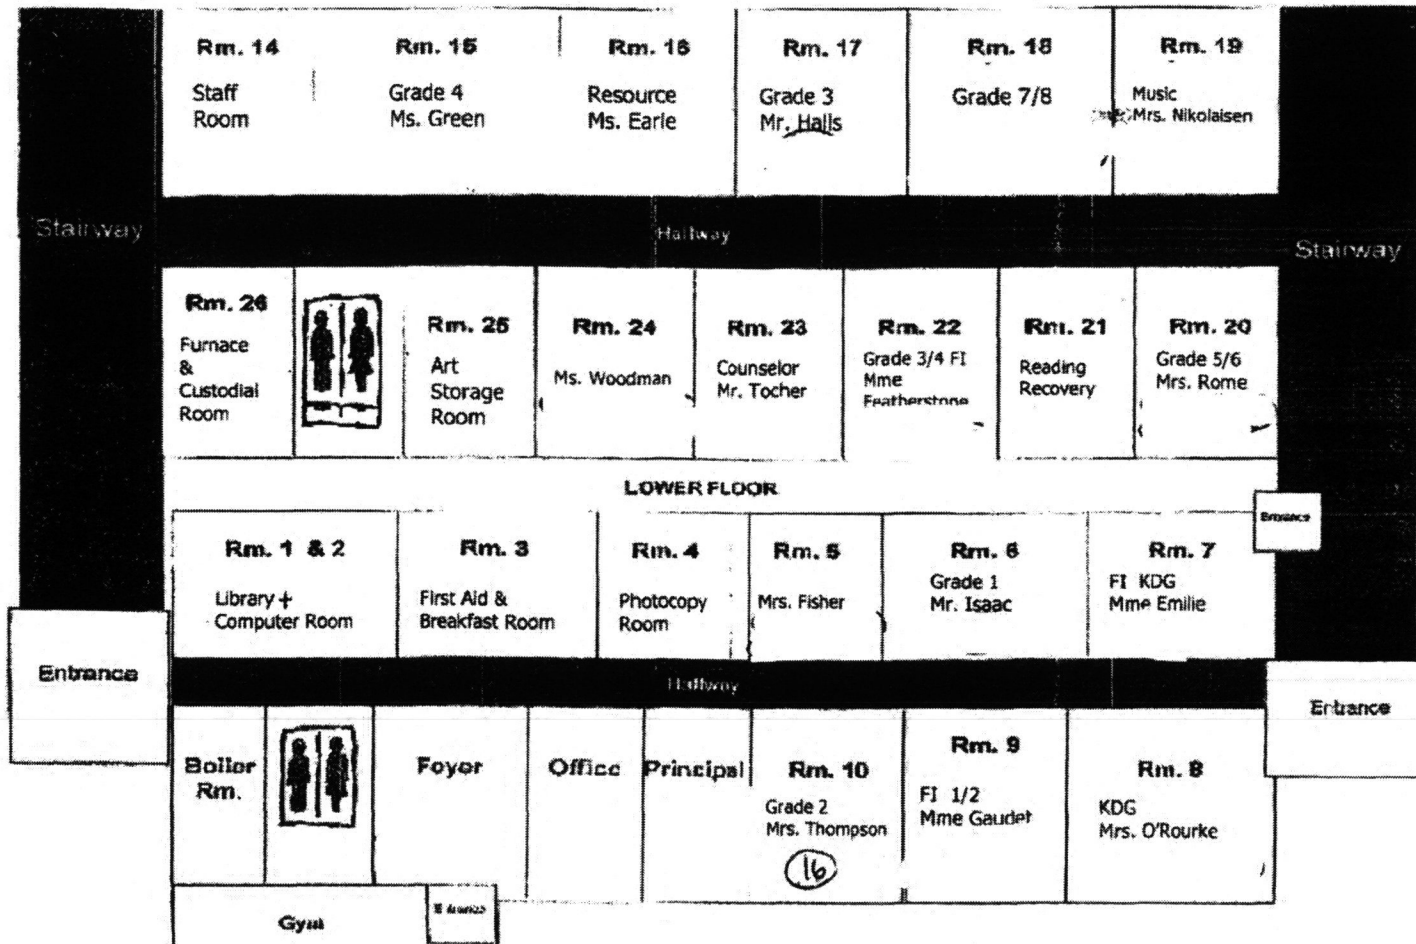 Rm. 14
Staff
Room
Rm. 15
Grade 4
Ms. Green
Rm. 16
Resource
Ms. Earle
Rm. 17
Grade 3
Mr. Halls
Rm. 18
Grade 7/8
Rm. 19
Music
Mrs. Nikolaisen
Stairway
Hallway
Stairway
Rm. 26
Furnace
&
Custodial
Room
Rm. 25
Art
Storage
Room
Rm. 24
Ms. Woodman
Rm. 23
Counselor
Mr. Tocher
Rm. 22
Grade 3/4 FI
Mme
Featherstone
Rm. 21
Reading
Recovery
Rm. 20
Grade 5/6
Mrs. Rome
LOWER FLOOR
Entrance
Rm. 1 & 2
Library +
Computer Room
Rm. 3
First Aid &
Breakfast Room
Rm. 4
Photocopy
Room
Rm. 5
Mrs. Fisher
Rm. 6
Grade 1
Mr. Isaac
Rm. 7
FI KDG
Mme Emilie
Entrance
Hallway
Entrance
Boiler
Rm.
Foyer
Office
Principal
Rm. 10
Grade 2
Mrs. Thompson
16
Rm. 9
FI 1/2
Mme Gaudet
Rm. 8
KDG
Mrs. O'Rourke
Gym
Entrance